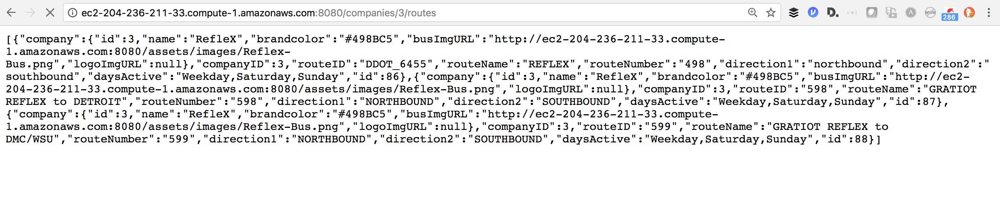 ec2-204-236-211-33.compute-1.amazonaws.com:8080/companies/3/routes
D.
A
WWW
286
[{"company":{"id":3,"name":"RefleX","brandcolor":"#498BC5","busImgURL":"http://ec2-204-236-211-33.compute-
1.amazonaws.com:8080/assets/images/Reflex-
Bus.png","logoImgURL":null},"companyID":3,"routeID":"DDOT_6455","routeName":"REFLEX","routeNumber":"498","direction1":"northbound","direction2":"
southbound","daysActive":"Weekday,Saturday,Sunday","id":86},{"company":{"id":3,"name":"RefleX","brandcolor":"#498BC5","busImgURL":"http://ec2-
204-236-211-33.compute-1.amazonaws.com:8080/assets/images/Reflex-Bus.png","logoImgURL":null},"companyID":3,"routeID":"598","routeName":"GRATIOT
REFLEX to DETROIT","routeNumber":"598","direction1":"NORTHBOUND","direction2":"SOUTHBOUND","daysActive":"Weekday,Saturday,Sunday","id":87},
{"company":{"id":3,"name":"RefleX","brandcolor":"#498BC5","busImgURL":"http://ec2-204-236-211-33.compute-
1.amazonaws.com:8080/assets/images/Reflex-Bus.png","logoImgURL":null},"companyID":3,"routeID":"599","routeName":"GRATIOT REFLEX to
DMC/WSU","routeNumber":"599","direction1":"NORTHBOUND","direction2":"SOUTHBOUND","daysActive":"Weekday,Saturday,Sunday","id":88}]